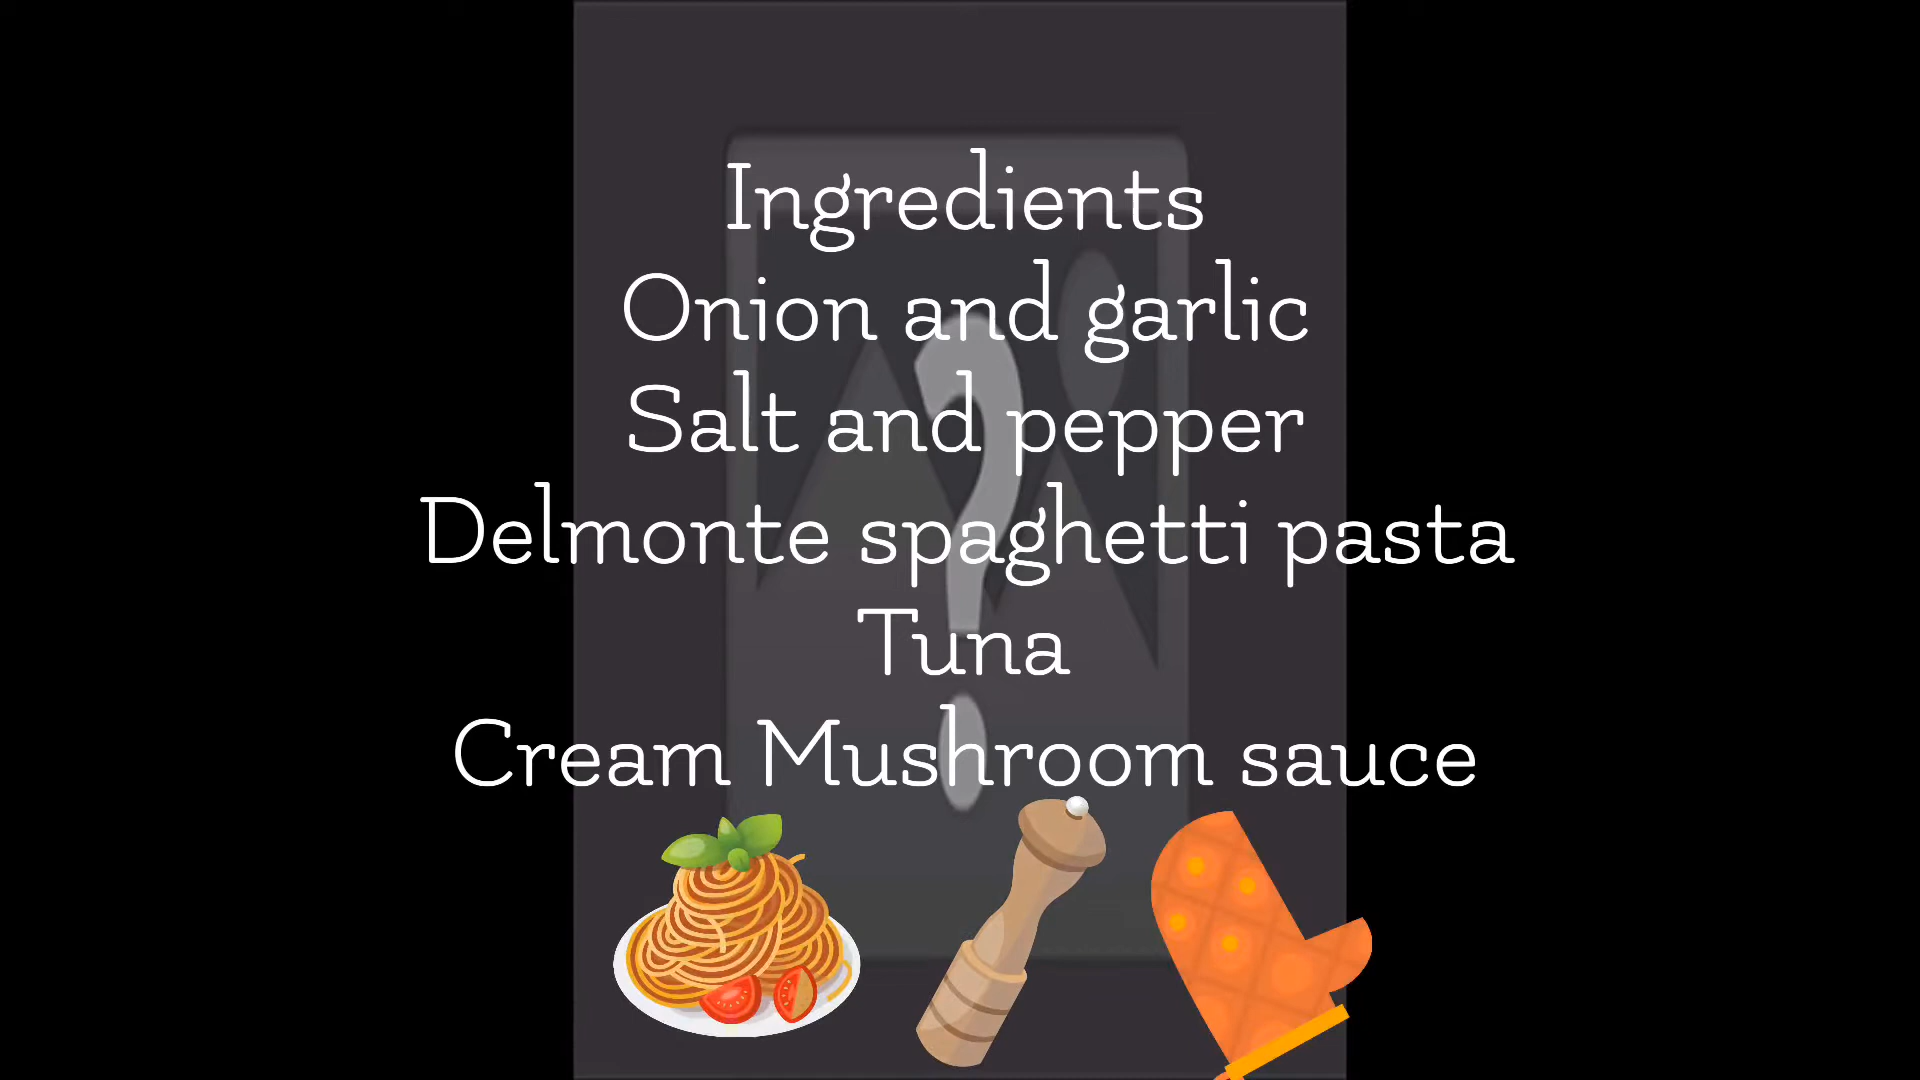 Ingredients
Onion and garlic
Salt and pepper
Delmonte spaghetti pasta
Tuna
Cream Mushroom sauce